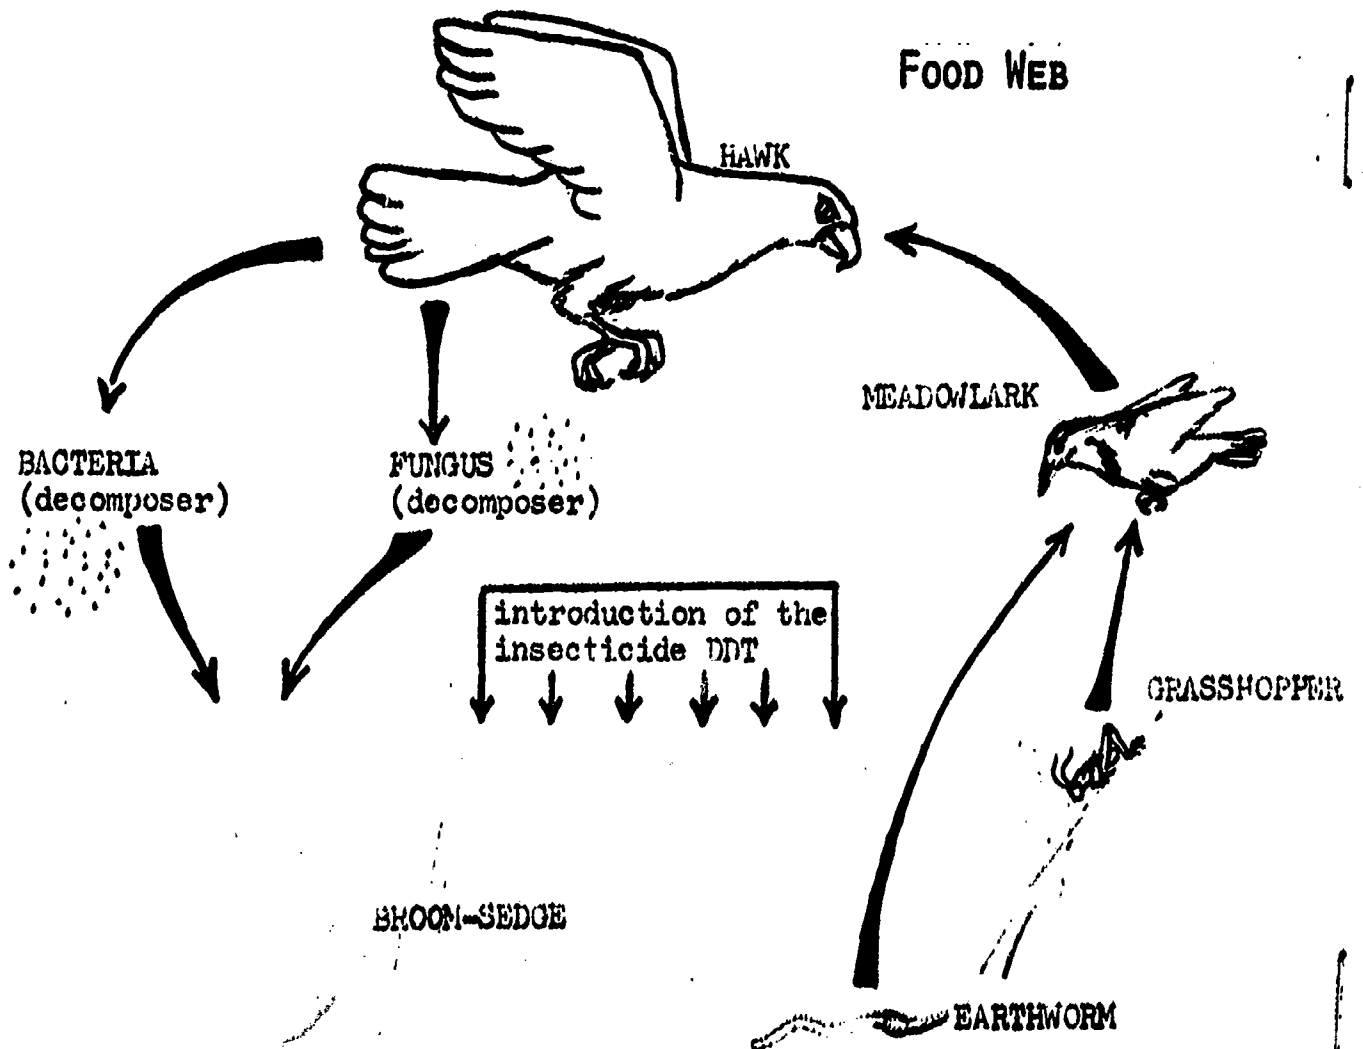 FOOD WEB
HAWK
MEADOWLARK
BACTERIA
(decomposer)
FUNGUS
(decomposer)
introduction of the
insecticide DDT
GRASSHOPPER
BROOM-SEDGE
EARTHWORM